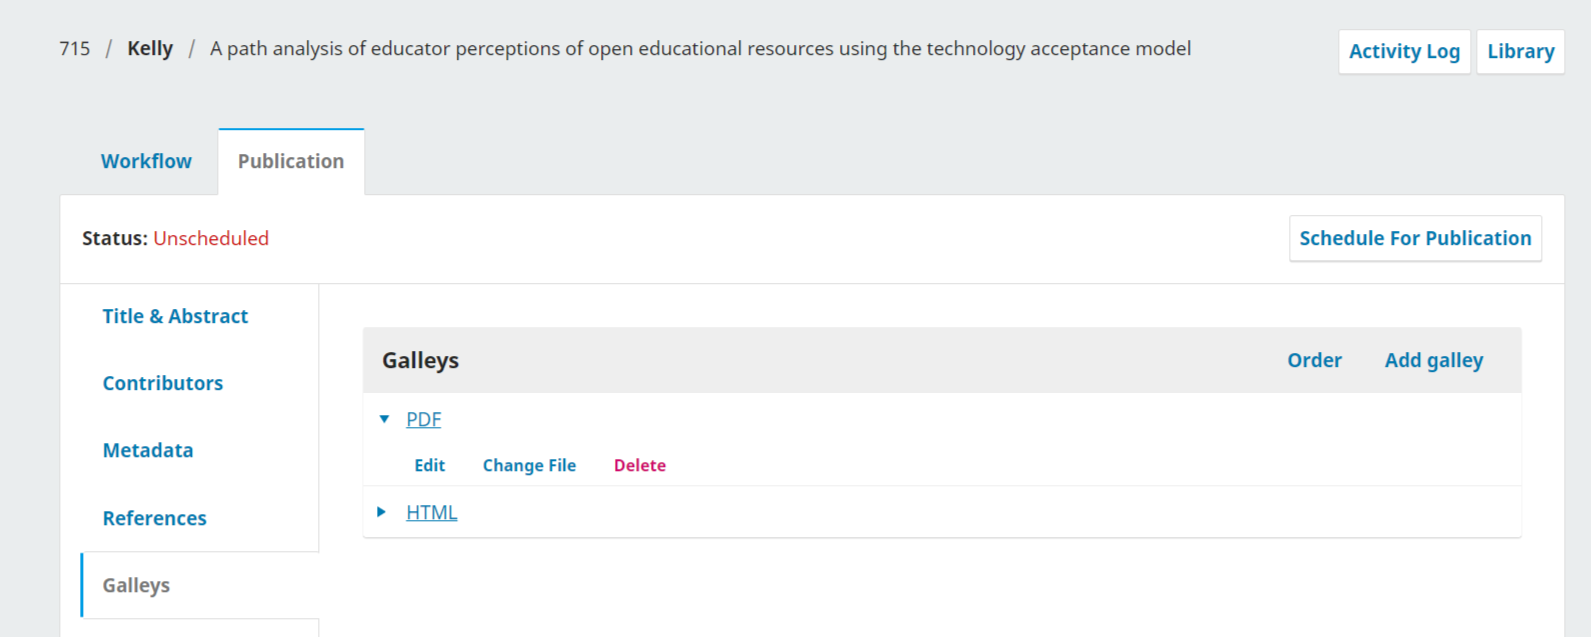 715 / Kelly / A path analysis of educator perceptions of open educational resources using the technology acceptance model
Activity Log
Library
Workflow
Publication
Status: Unscheduled
Schedule For Publication
Title & Abstract
Contributors
Metadata
References
Galleys
Galleys
Order
Add galley
PDF
Edit
Change File
Delete
HTML